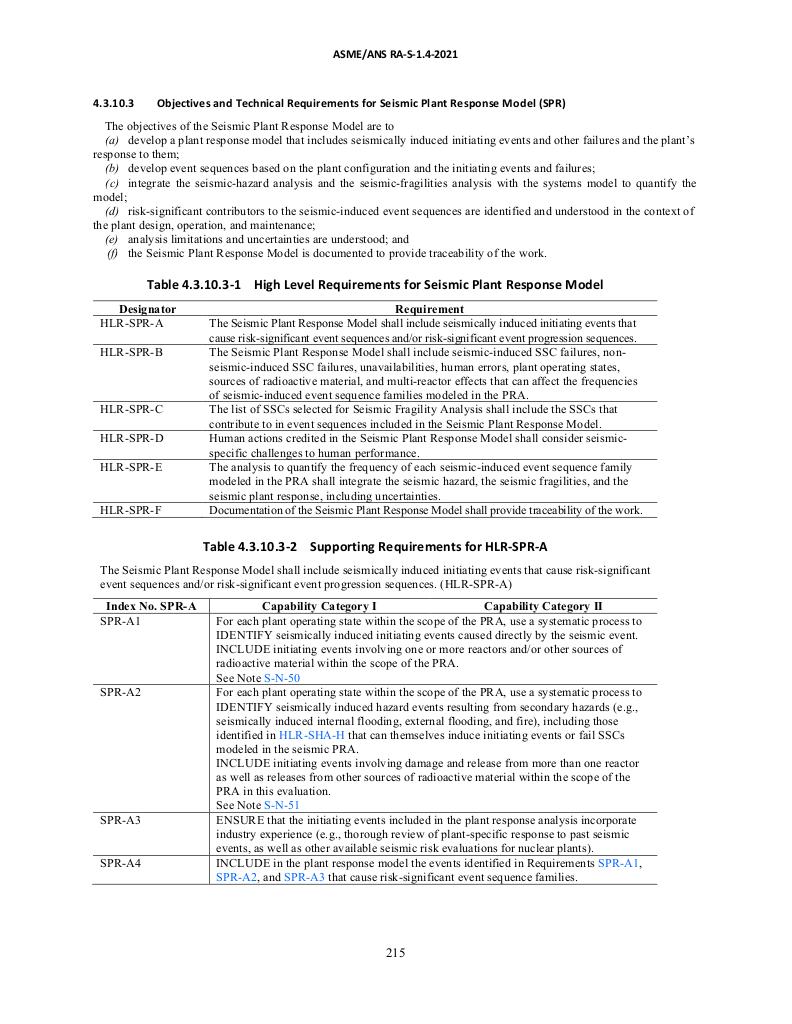 ASME/ANS RA-S-1.4-2021
4.3.10.3 Objectives and Technical Requirements for Seismic Plant Response Model (SPR)
The objectives of the Seismic Plant Response Model are to
(a) develop a plant response model that includes seismically induced initiating events and other failures and the plant's
response to them;
(b) develop event sequences based on the plant configuration and the initiating events and failures;
(c) integrate the seismic-hazard analysis and the seismic-fragilities analysis with the systems model to quantify the
model;
(d) risk-significant contributors to the seismic-induced event sequences are identified and understood in the context of
the plant design, operation, and maintenance;
(e) analysis limitations and uncertainties are understood; and
(f) the Seismic Plant Response Model is documented to provide traceability of the work.
Table 4.3.10.3-1 High Level Requirements for Seismic Plant Response Model
Designator Requirement
HLR-SPR-A The Seismic Plant Response Model shall include seismically induced initiating events that
cause risk-significant event sequences and/or risk-significant event progression sequences.
HLR-SPR-B The Seismic Plant Response Model shall include seismic-induced SSC failures, non-
seismic-induced SSC failures, unavailabilities, human errors, plant operating states,
sources of radioactive material, and multi-reactor effects that can affect the frequencies
of seismic-induced event sequence families modeled in the PRA.
HLR-SPR-C The list of SSCs selected for Seismic Fragility Analysis shall include the SSCs that
contribute to in event sequences included in the Seismic Plant Response Model.
HLR-SPR-D Human actions credited in the Seismic Plant Response Model shall consider seismic-
specific challenges to human performance.
HLR-SPR-E The analysis to quantify the frequency of each seismic-induced event sequence family
modeled in the PRA shall integrate the seismic hazard, the seismic fragilities, and the
seismic plant response, including uncertainties.
HLR-SPR-F Documentation of the Seismic Plant Response Model shall provide traceability of the work.
Table 4.3.10.3-2 Supporting Requirements for HLR-SPR-A
The Seismic Plant Response Model shall include seismically induced initiating events that cause risk-significant
event sequences and/or risk-significant event progression sequences. (HLR-SPR-A)
Index No. SPR-A Capability Category I Capability Category II
SPR-A1 For each plant operating state within the scope of the PRA, use a systematic process to
IDENTIFY seismically induced initiating events caused directly by the seismic event.
INCLUDE initiating events involving one or more reactors and/or other sources of
radioactive material within the scope of the PRA.
See Note S-N-50
SPR-A2 For each plant operating state within the scope of the PRA, use a systematic process to
IDENTIFY seismically induced hazard events resulting from secondary hazards (e.g.,
seismically induced internal flooding, external flooding, and fire), including those
identified in HLR-SHA-H that can themselves induce initiating events or fail SSCs
modeled in the seismic PRA.
INCLUDE initiating events involving damage and release from more than one reactor
as well as releases from other sources of radioactive material within the scope of the
PRA in this evaluation.
See Note S-N-51
SPR-A3 ENSURE that the initiating events included in the plant response analysis incorporate
industry experience (e.g., thorough review of plant-specific response to past seismic
events, as well as other available seismic risk evaluations for nuclear plants).
SPR-A4 INCLUDE in the plant response model the events identified in Requirements SPR-A1,
SPR-A2, and SPR-A3 that cause risk-significant event sequence families.
215